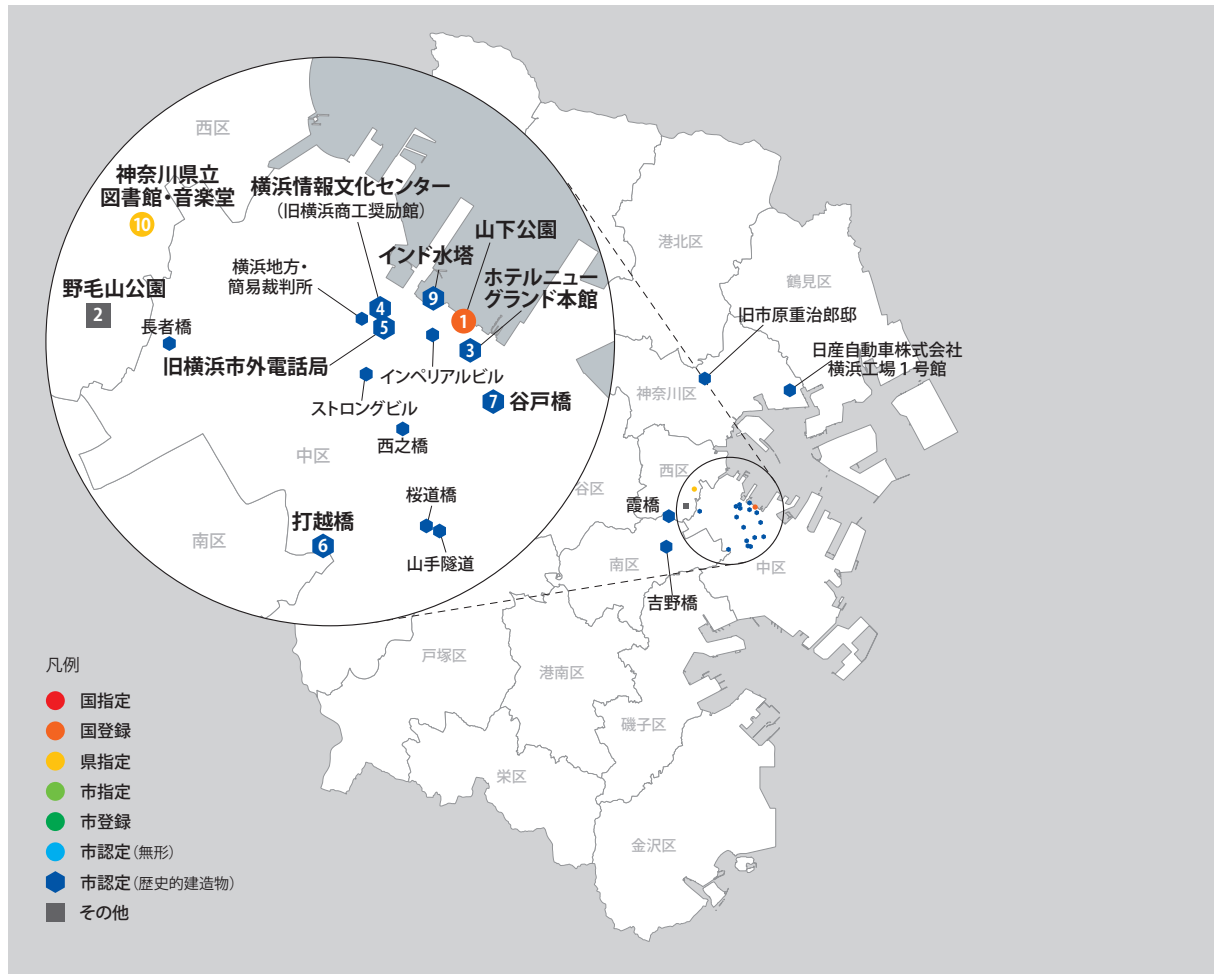 西区
神奈川県立
図書館・音楽堂
10
横浜情報文化センター
(旧横浜商工奨励館)
山下公園
インド水塔
ホテルニュー
グランド本館
横浜地方・
簡易裁判所
野毛山公園
2
長者橋
4
5
9
1
3
旧横浜市外電話局
インペリアルビル
ストロングビル
7
谷戸橋
西之橋
中区
桜道橋
打越橋
6
南区
山手隧道
港北区
鶴見区
旧市原重治郎邸
日産自動車株式会社
横浜工場1号館
神奈川区
西区
谷区
霞橋
南区
中区
吉野橋
戸塚区
港南区
磯子区
栄区
金沢区
凡例
国指定
国登録
県指定
市指定
市登録
市認定(無形)
市認定(歴史的建造物)
その他